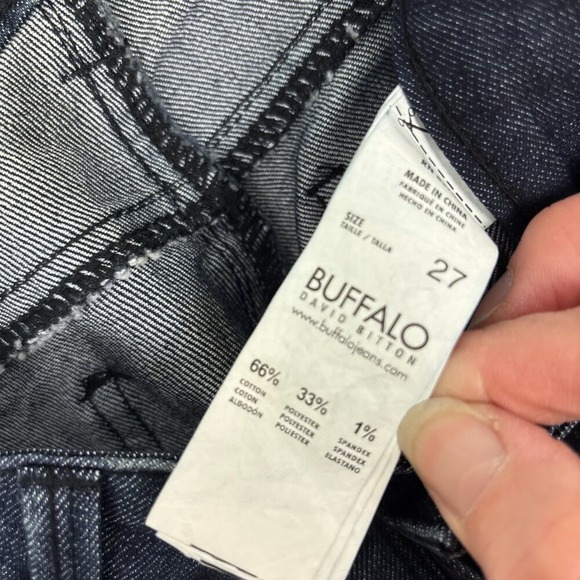 MADE IN CHINA
FABRIQUÉ EN CHINE
HECHO EN CHINA
SIZE
TAILLE / TALLA
27
BUFFALO
DAVID BITTON
www.buffalojeans.com
66%
COTTON
COTON
ALGODÓN
33%
POLYESTER
POLYESTER
POLIESTER
1%
SPANDEX
SPANDEX
ELASTANO